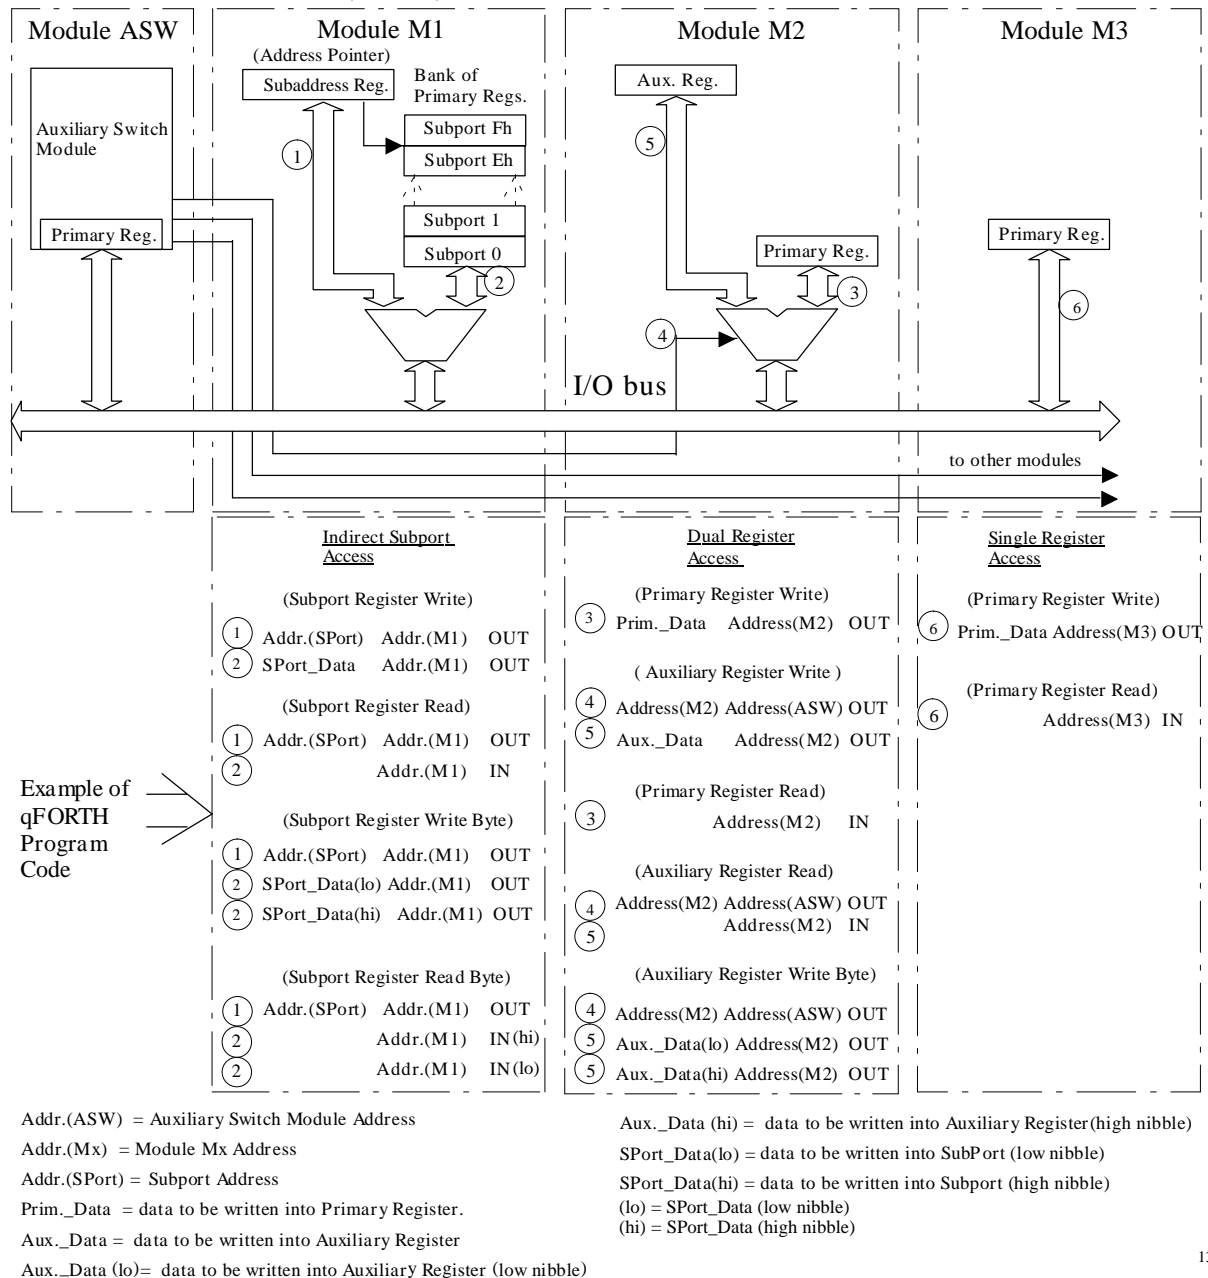 Module ASW
Module M1
Module M2
Module M3
(Address Pointer)
Subaddress Reg.
Bank of
Primary Regs.
Subport Fh
Subport Eh
Subport 1
Subport 0
Auxiliary Switch
Module
Primary Reg.
1
2
Aux. Reg.
5
Primary Reg.
3
4
Primary Reg.
6
I/O bus
to other modules
Indirect Subport
Access
(Subport Register Write)
1 Addr.(SPort) Addr.(M1) OUT
2 SPort_Data Addr.(M1) OUT
(Subport Register Read)
1 Addr.(SPort) Addr.(M1) OUT
2 Addr.(M1) IN
(Subport Register Write Byte)
1 Addr.(SPort) Addr.(M1) OUT
2 SPort_Data(lo) Addr.(M1) OUT
2 SPort_Data(hi) Addr.(M1) OUT
(Subport Register Read Byte)
1 Addr.(SPort) Addr.(M1) OUT
2 Addr.(M1) IN(hi)
2 Addr.(M1) IN(lo)
Dual Register
Access
(Primary Register Write)
3 Prim._Data Address(M2) OUT
( Auxiliary Register Write )
4 Address(M2) Address(ASW) OUT
5 Aux._Data Address(M2) OUT
(Primary Register Read)
3 Address(M2) IN
(Auxiliary Register Read)
4 Address(M2) Address(ASW) OUT
5 Address(M2) IN
(Auxiliary Register Write Byte)
4 Address(M2) Address(ASW) OUT
5 Aux._Data(lo) Address(M2) OUT
5 Aux._Data(hi) Address(M2) OUT
Single Register
Access
(Primary Register Write)
6 Prim._Data Address(M3) OUT
(Primary Register Read)
6 Address(M3) IN
Example of
qFORTH
Program
Code
Addr.(ASW) = Auxiliary Switch Module Address
Addr.(Mx) = Module Mx Address
Addr.(SPort) = Subport Address
Prim._Data = data to be written into Primary Register.
Aux._Data = data to be written into Auxiliary Register
Aux._Data (lo)= data to be written into Auxiliary Register (low nibble)
Aux._Data (hi) = data to be written into Auxiliary Register(high nibble)
SPort_Data(lo) = data to be written into SubPort (low nibble)
SPort_Data(hi) = data to be written into Subport (high nibble)
(lo) = SPort_Data (low nibble)
(hi) = SPort_Data (high nibble)